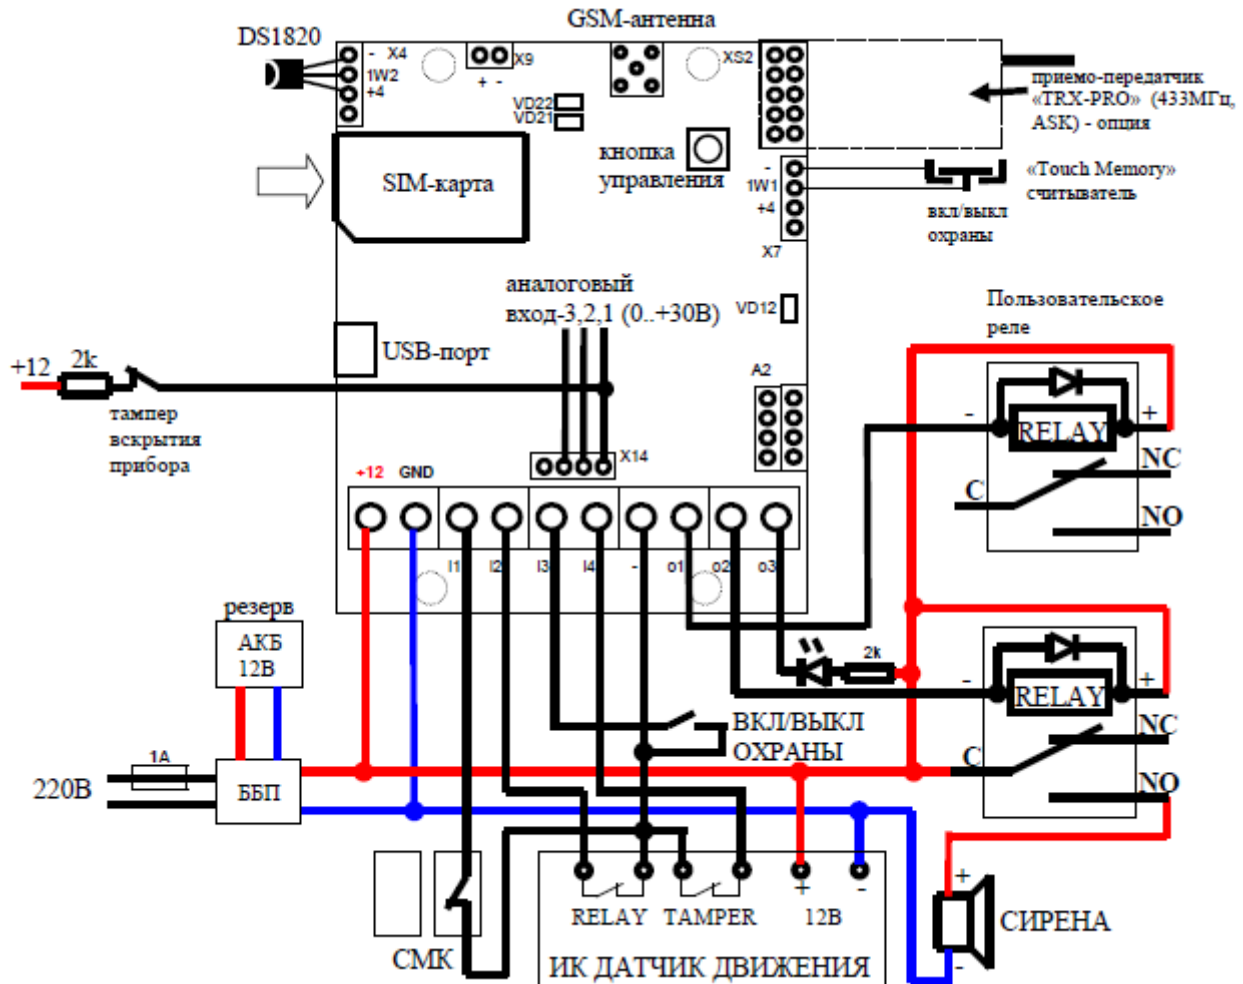 GSM-антенна
DS1820
- X4
1W2
+4
X9
+ -
XS2
VD22
VD21
приемо-передатчик
«TRX-PRO» (433МГц,
ASK) - опция
кнопка
управления
SIM-карта
-
1W1
+4
X7
«Touch Memory»
считыватель
вкл/выкл
охраны
аналоговый
вход-3,2,1 (0..+30В)
VD12
Пользовательское
реле
USB-порт
+12
2k
тампер
вскрытия
прибора
A2
X14
+12 GND
- RELAY +
NC
C
NO
I1 I2 I3 I4 - o1 o2 o3
резерв
АКБ
12В
2k
- RELAY +
NC
C
NO
ВКЛ/ВЫКЛ
ОХРАНЫ
1А
220В
ББП
RELAY TAMPER
+ -
12В
СМК
ИК ДАТЧИК ДВИЖЕНИЯ
+
СИРЕНА
-